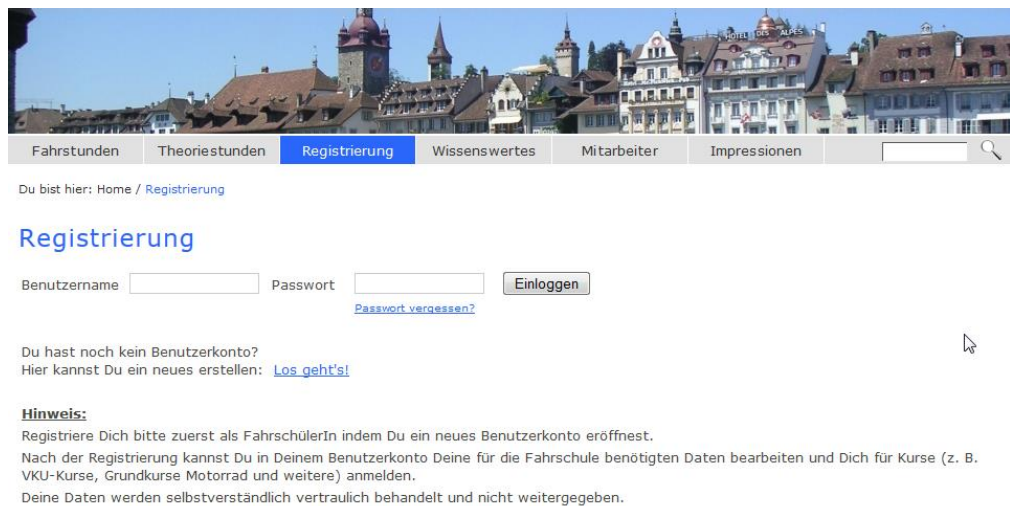 HOTEL DES ALPES
Fahrstunden Theoriestunden Registrierung Wissenswertes Mitarbeiter Impressionen
Du bist hier: Home / Registrierung
Registrierung
Benutzername Passwort Einloggen
Passwort vergessen?
Du hast noch kein Benutzerkonto?
Hier kannst Du ein neues erstellen: Los geht's!
Hinweis:
Registriere Dich bitte zuerst als FahrschülerIn indem Du ein neues Benutzerkonto eröffnest.
Nach der Registrierung kannst Du in Deinem Benutzerkonto Deine für die Fahrschule benötigten Daten bearbeiten und Dich für Kurse (z. B.
VKU-Kurse, Grundkurse Motorrad und weitere) anmelden.
Deine Daten werden selbstverständlich vertraulich behandelt und nicht weitergegeben.